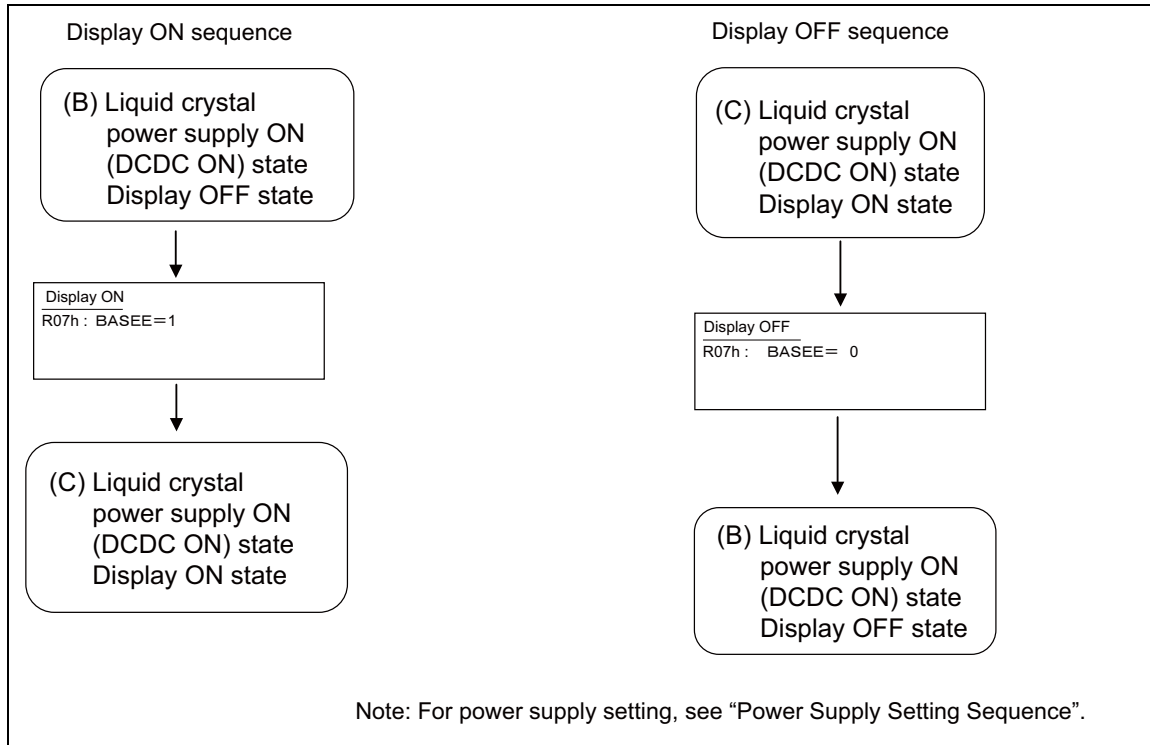 Display ON sequence
(B) Liquid crystal
power supply ON
(DCDC ON) state
Display OFF state
Display ON
R07h : BASEE=1
(C) Liquid crystal
power supply ON
(DCDC ON) state
Display ON state
Display OFF sequence
(C) Liquid crystal
power supply ON
(DCDC ON) state
Display ON state
Display OFF
R07h : BASEE= 0
(B) Liquid crystal
power supply ON
(DCDC ON) state
Display OFF state
Note: For power supply setting, see “Power Supply Setting Sequence”.